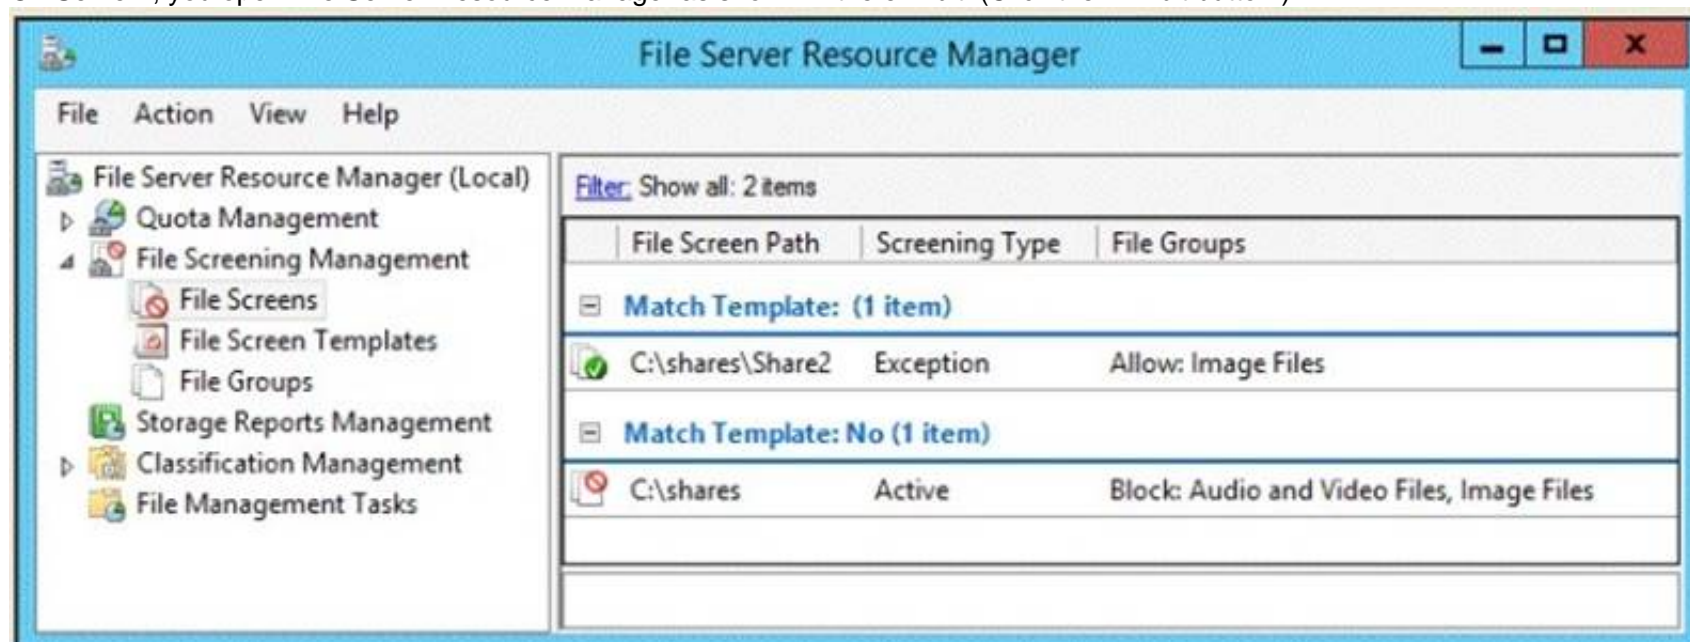 File Server Resource Manager
File Action View Help
File Server Resource Manager (Local)
Quota Management
File Screening Management
File Screens
File Screen Templates
File Groups
Storage Reports Management
Classification Management
File Management Tasks
Filter: Show all: 2 items
File Screen Path Screening Type File Groups
Match Template: (1 item)
C:\shares\Share2 Exception Allow: Image Files
Match Template: No (1 item)
C:\shares Active Block: Audio and Video Files, Image Files